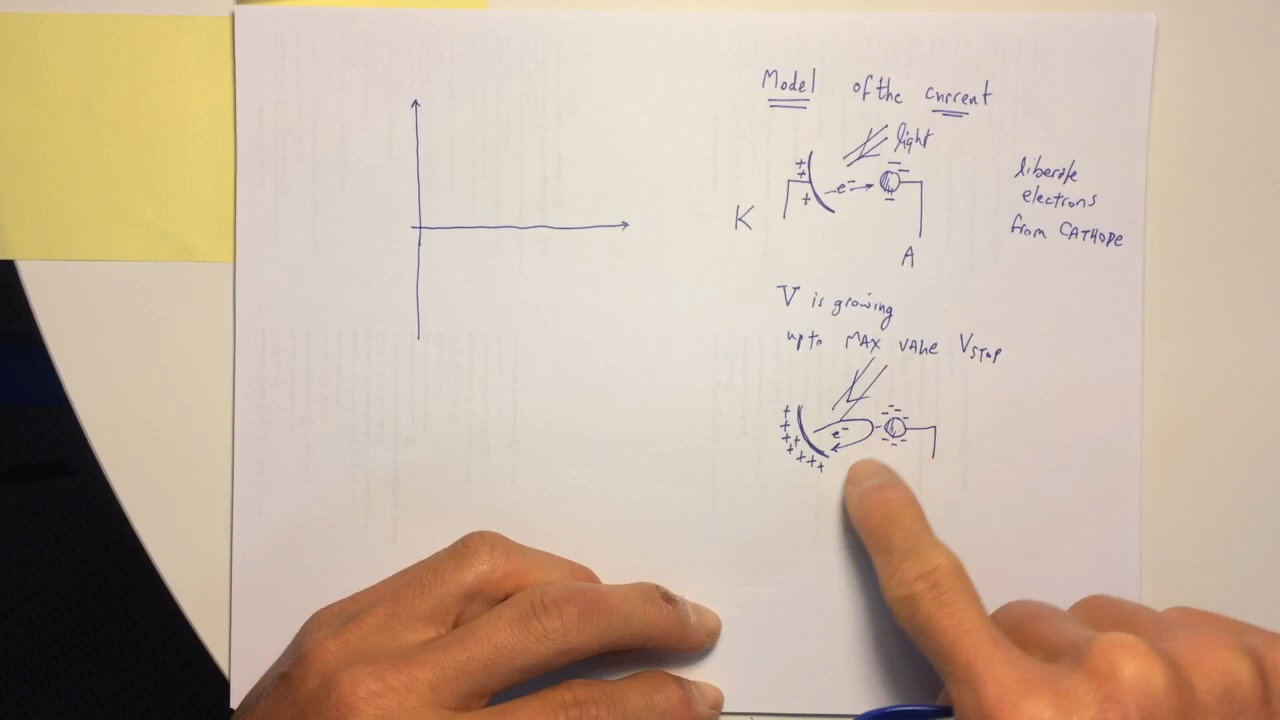 Model of the current
light
+ + +
e⁻
- - -
K
A
liberate
electrons
from CATHODE
V is growing
up to MAX VALUE VSTOP
+ + + + + + + +
e⁻
- - - - - - -